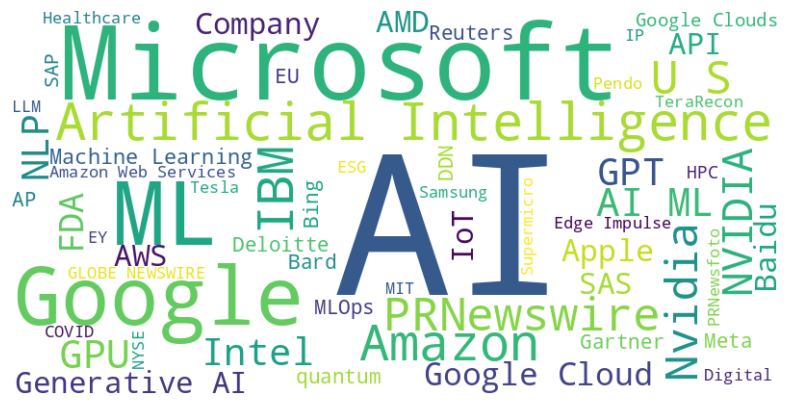 Healthcare
Company
AMD
Reuters
Google Clouds
IP
API
SAP
Microsoft
EU
U S
Pendo
LLM
NLP
Artificial Intelligence
TeraRecon
Machine Learning
Amazon Web Services
AP
ML
Tesla
IBM
Bing
ESG
AI
DDN
Samsung
GPT
HPC
AI ML
NVIDIA
FDA
EY
AWS
Deloitte
Bard
IoT
Supermicro
Edge Impulse
Apple
Baidu
GLOBE NEWSWIRE
Google
MIT
MLOps
SAS
PRNewswire
Nvidia
PRNewsfoto
COVID
NYSE
GPU
Intel
Amazon
Gartner
Meta
Generative AI
quantum
Google Cloud
Digital